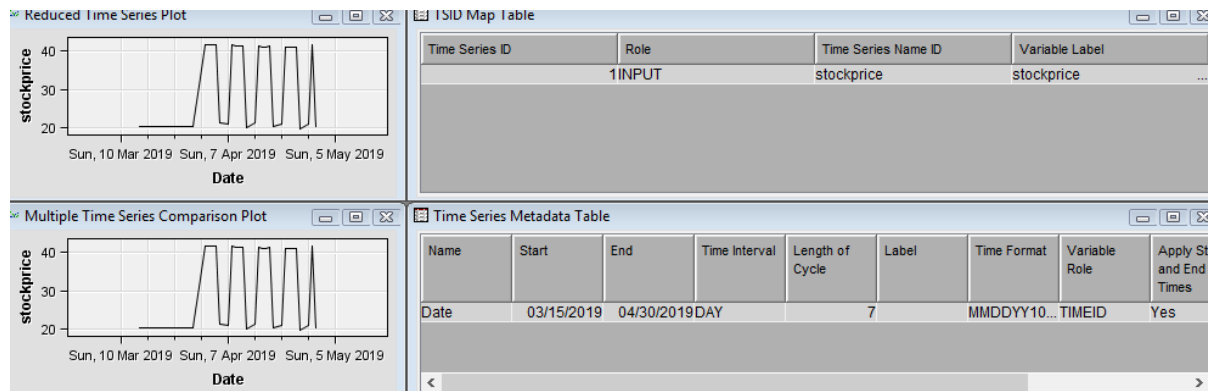 Reduced Time Series Plot
stockprice
40
30
20
Sun, 10 Mar 2019 Sun, 7 Apr 2019 Sun, 5 May 2019
Date
TSID Map Table
Time Series ID Role Time Series Name ID Variable Label
1INPUT stockprice stockprice ...
Multiple Time Series Comparison Plot
stockprice
40
30
20
Sun, 10 Mar 2019 Sun, 7 Apr 2019 Sun, 5 May 2019
Date
Time Series Metadata Table
Name Start End Time Interval Length of Label Time Format Variable Apply St
Cycle Role and End
Times
Date 03/15/2019 04/30/2019DAY 7 MMDDYY10... TIMEID Yes